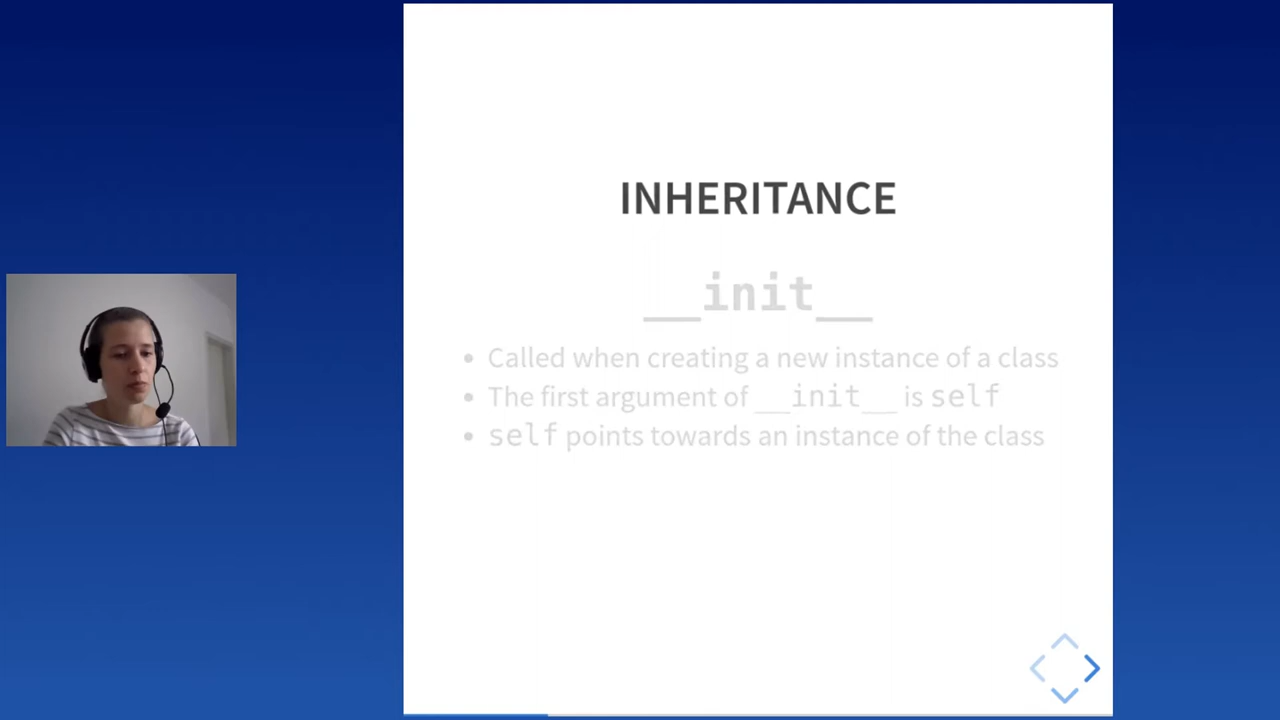 INHERITANCE
__init__
• Called when creating a new instance of a class
• The first argument of __init__ is self
• self points towards an instance of the class